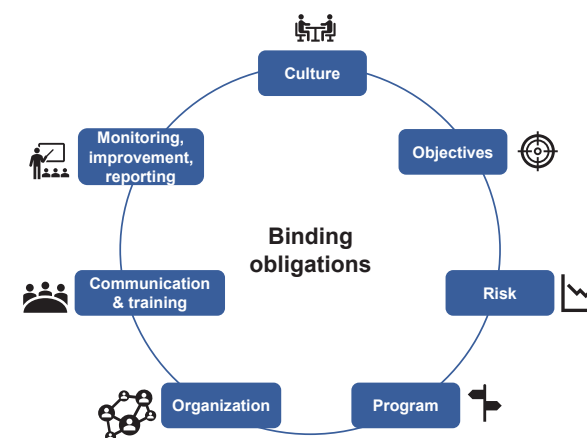 Culture
Objectives
Risk
Program
Organization
Communication
& training
Monitoring,
improvement,
reporting
Binding
obligations